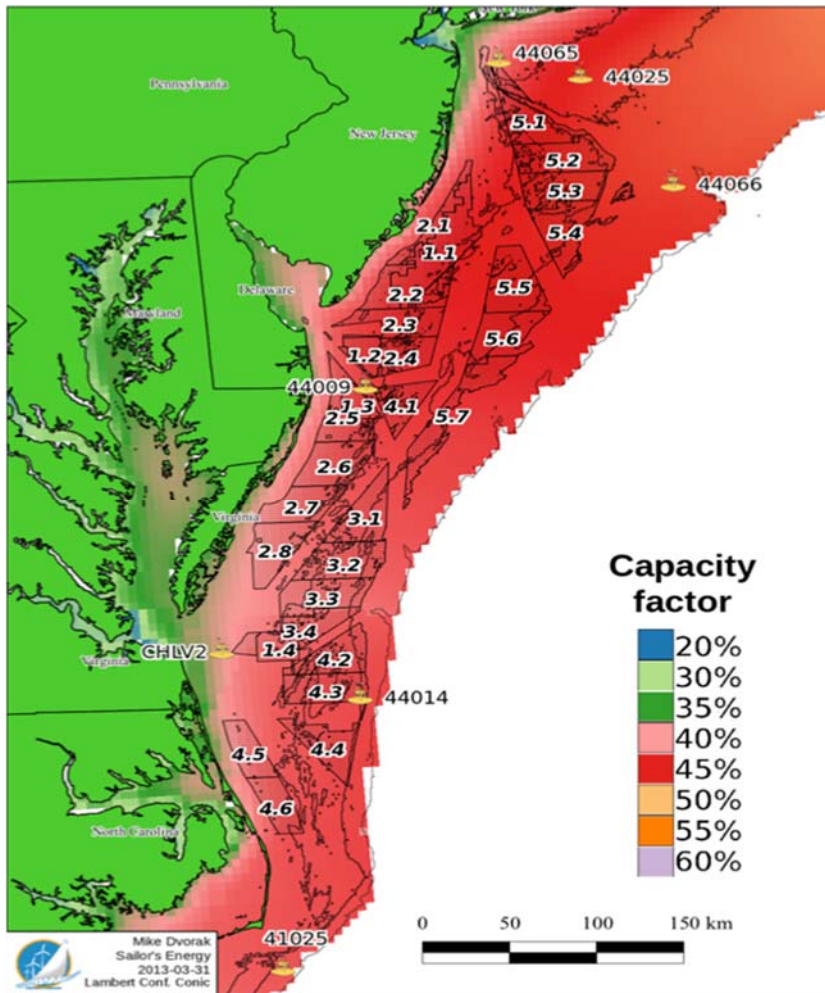 New York
44065
44025
Pennsylvania
5.1
New Jersey
5.2
5.3
44066
2.1
5.4
1.1
Delaware
5.5
2.2
Maryland
2.3
5.6
1.2 2.4
44009
1.3 4.1
2.5
5.7
2.6
2.7
Virginia
3.1
2.8
3.2
3.3
3.4
CHLV2
1.4
4.2
Virginia
4.3
44014
4.5
4.4
4.6
North Carolina
41025
Capacity
factor
20%
30%
35%
40%
45%
50%
55%
60%
0 50 100 150 km
Mike Dvorak
Sailor's Energy
2013-03-31
Lambert Conf. Conic